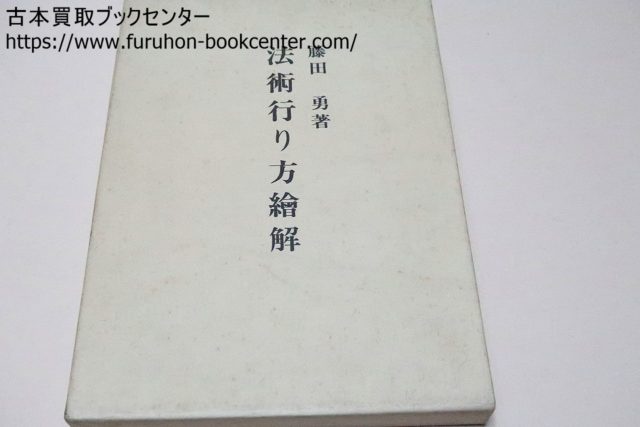 古本買取ブックセンター
https://www.furuhon-bookcenter.com/
藤田 勇著
法術行り方繪解